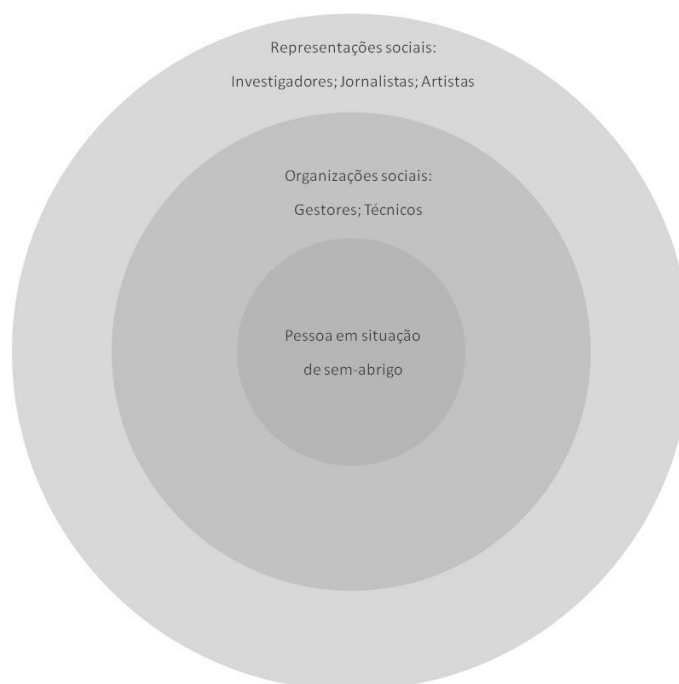 Representações sociais:
Investigadores; Jornalistas; Artistas
Organizações sociais:
Gestores; Técnicos
Pessoa em situação
de sem-abrigo